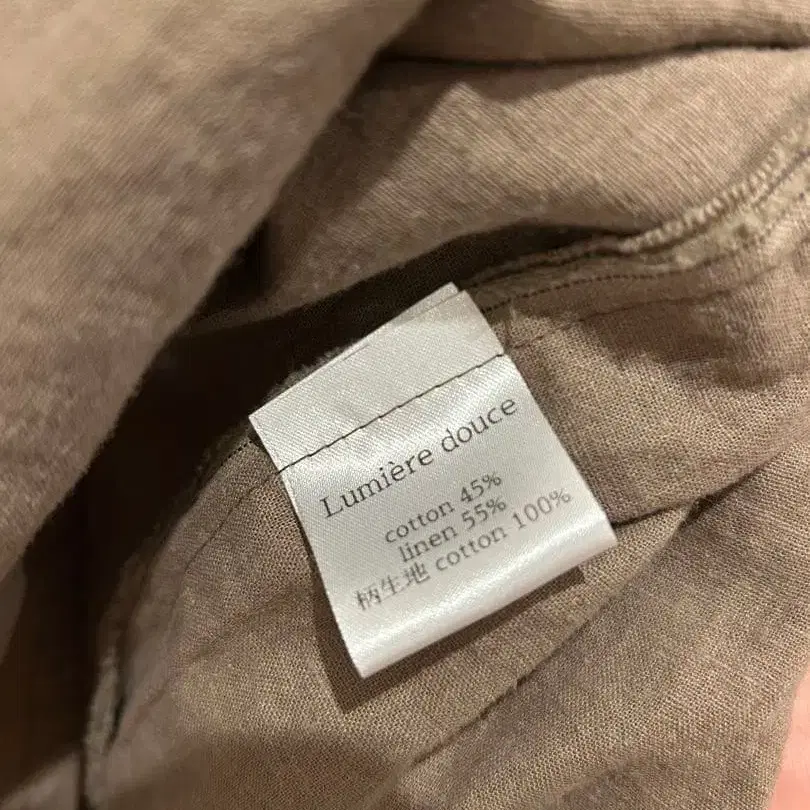 Lumière douce
cotton 45%
linen 55%
柄生地 cotton 100%